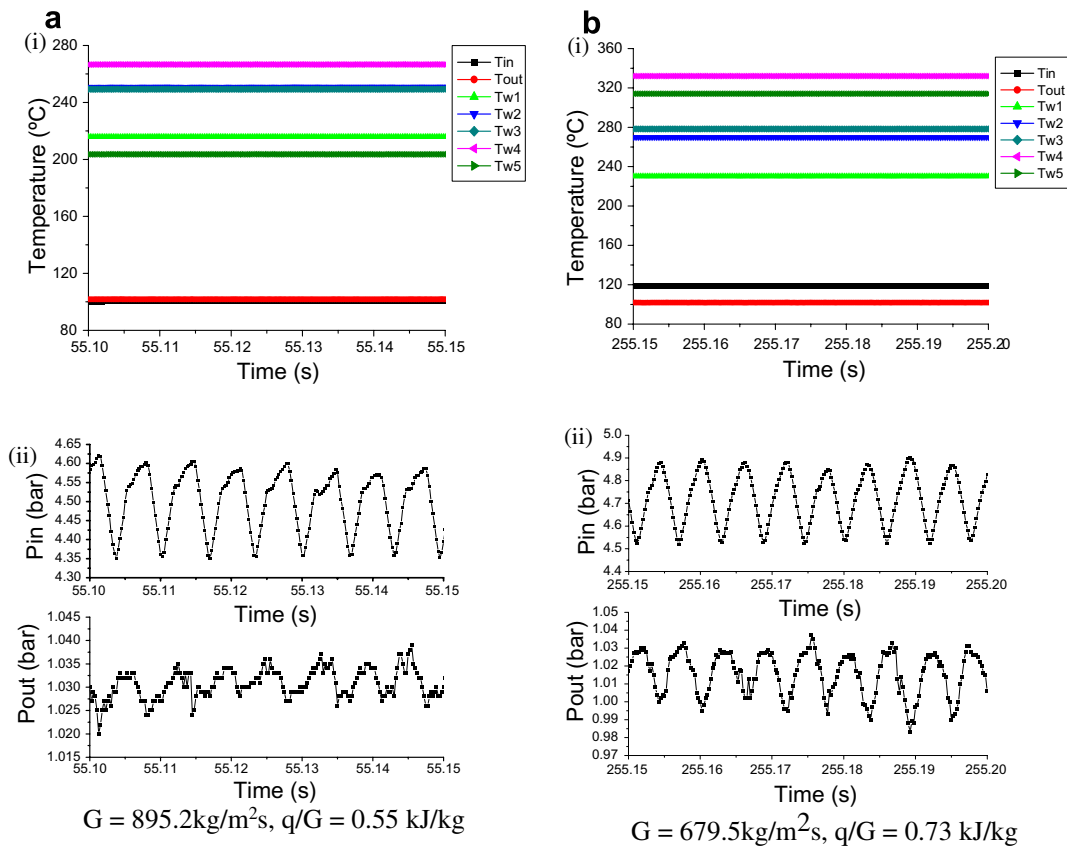 a
(i)
280
240
200
160
120
80
Temperature (ºC)
55.10 55.11 55.12 55.13 55.14 55.15
Time (s)
Tin
Tout
Tw1
Tw2
Tw3
Tw4
Tw5
b
(i)
360
320
280
240
200
160
120
80
Temperature (ºC)
255.15 255.16 255.17 255.18 255.19 255.20
Time (s)
Tin
Tout
Tw1
Tw2
Tw3
Tw4
Tw5
(ii)
4.65
4.60
4.55
4.50
4.45
4.40
4.35
4.30
Pin (bar)
55.10 55.11 55.12 55.13 55.14 55.15
Time (s)
1.045
1.040
1.035
1.030
1.025
1.020
1.015
Pout (bar)
55.10 55.11 55.12 55.13 55.14 55.15
Time (s)
G = 895.2kg/m²s, q/G = 0.55 kJ/kg
(ii)
5.0
4.9
4.8
4.7
4.6
4.5
4.4
Pin (bar)
255.15 255.16 255.17 255.18 255.19 255.20
Time (s)
1.05
1.04
1.03
1.02
1.01
1.00
0.99
0.98
0.97
Pout (bar)
255.15 255.16 255.17 255.18 255.19 255.20
Time (s)
G = 679.5kg/m²s, q/G = 0.73 kJ/kg